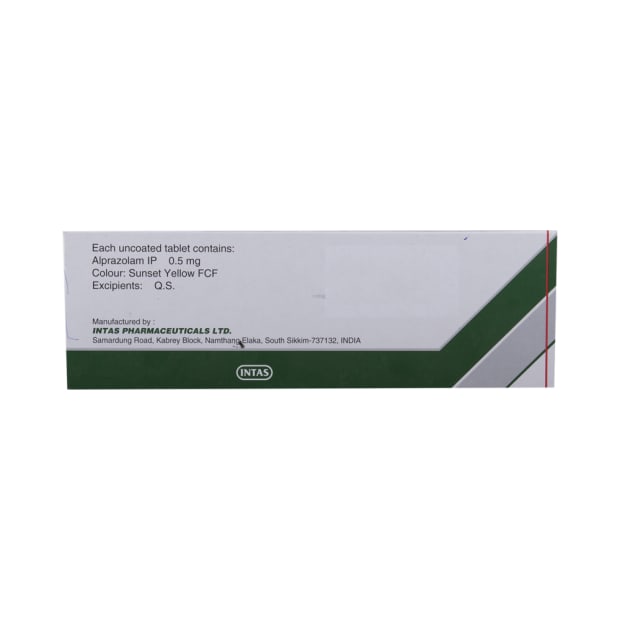 Each uncoated tablet contains:
Alprazolam IP 0.5 mg
Colour: Sunset Yellow FCF
Excipients: Q.S.
Manufactured by :
INTAS PHARMACEUTICALS LTD.
Samardung Road, Kabrey Block, Namthang Elaka, South Sikkim-737132, INDIA
INTAS